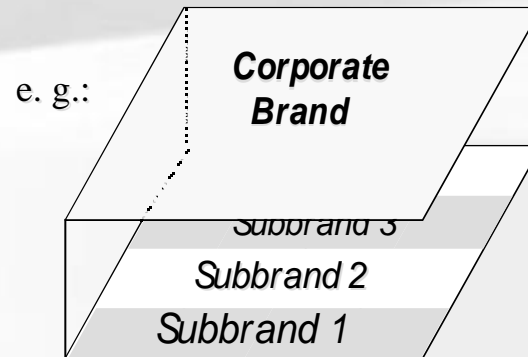 e. g.:
Corporate
Brand
Subbrand 3
Subbrand 2
Subbrand 1